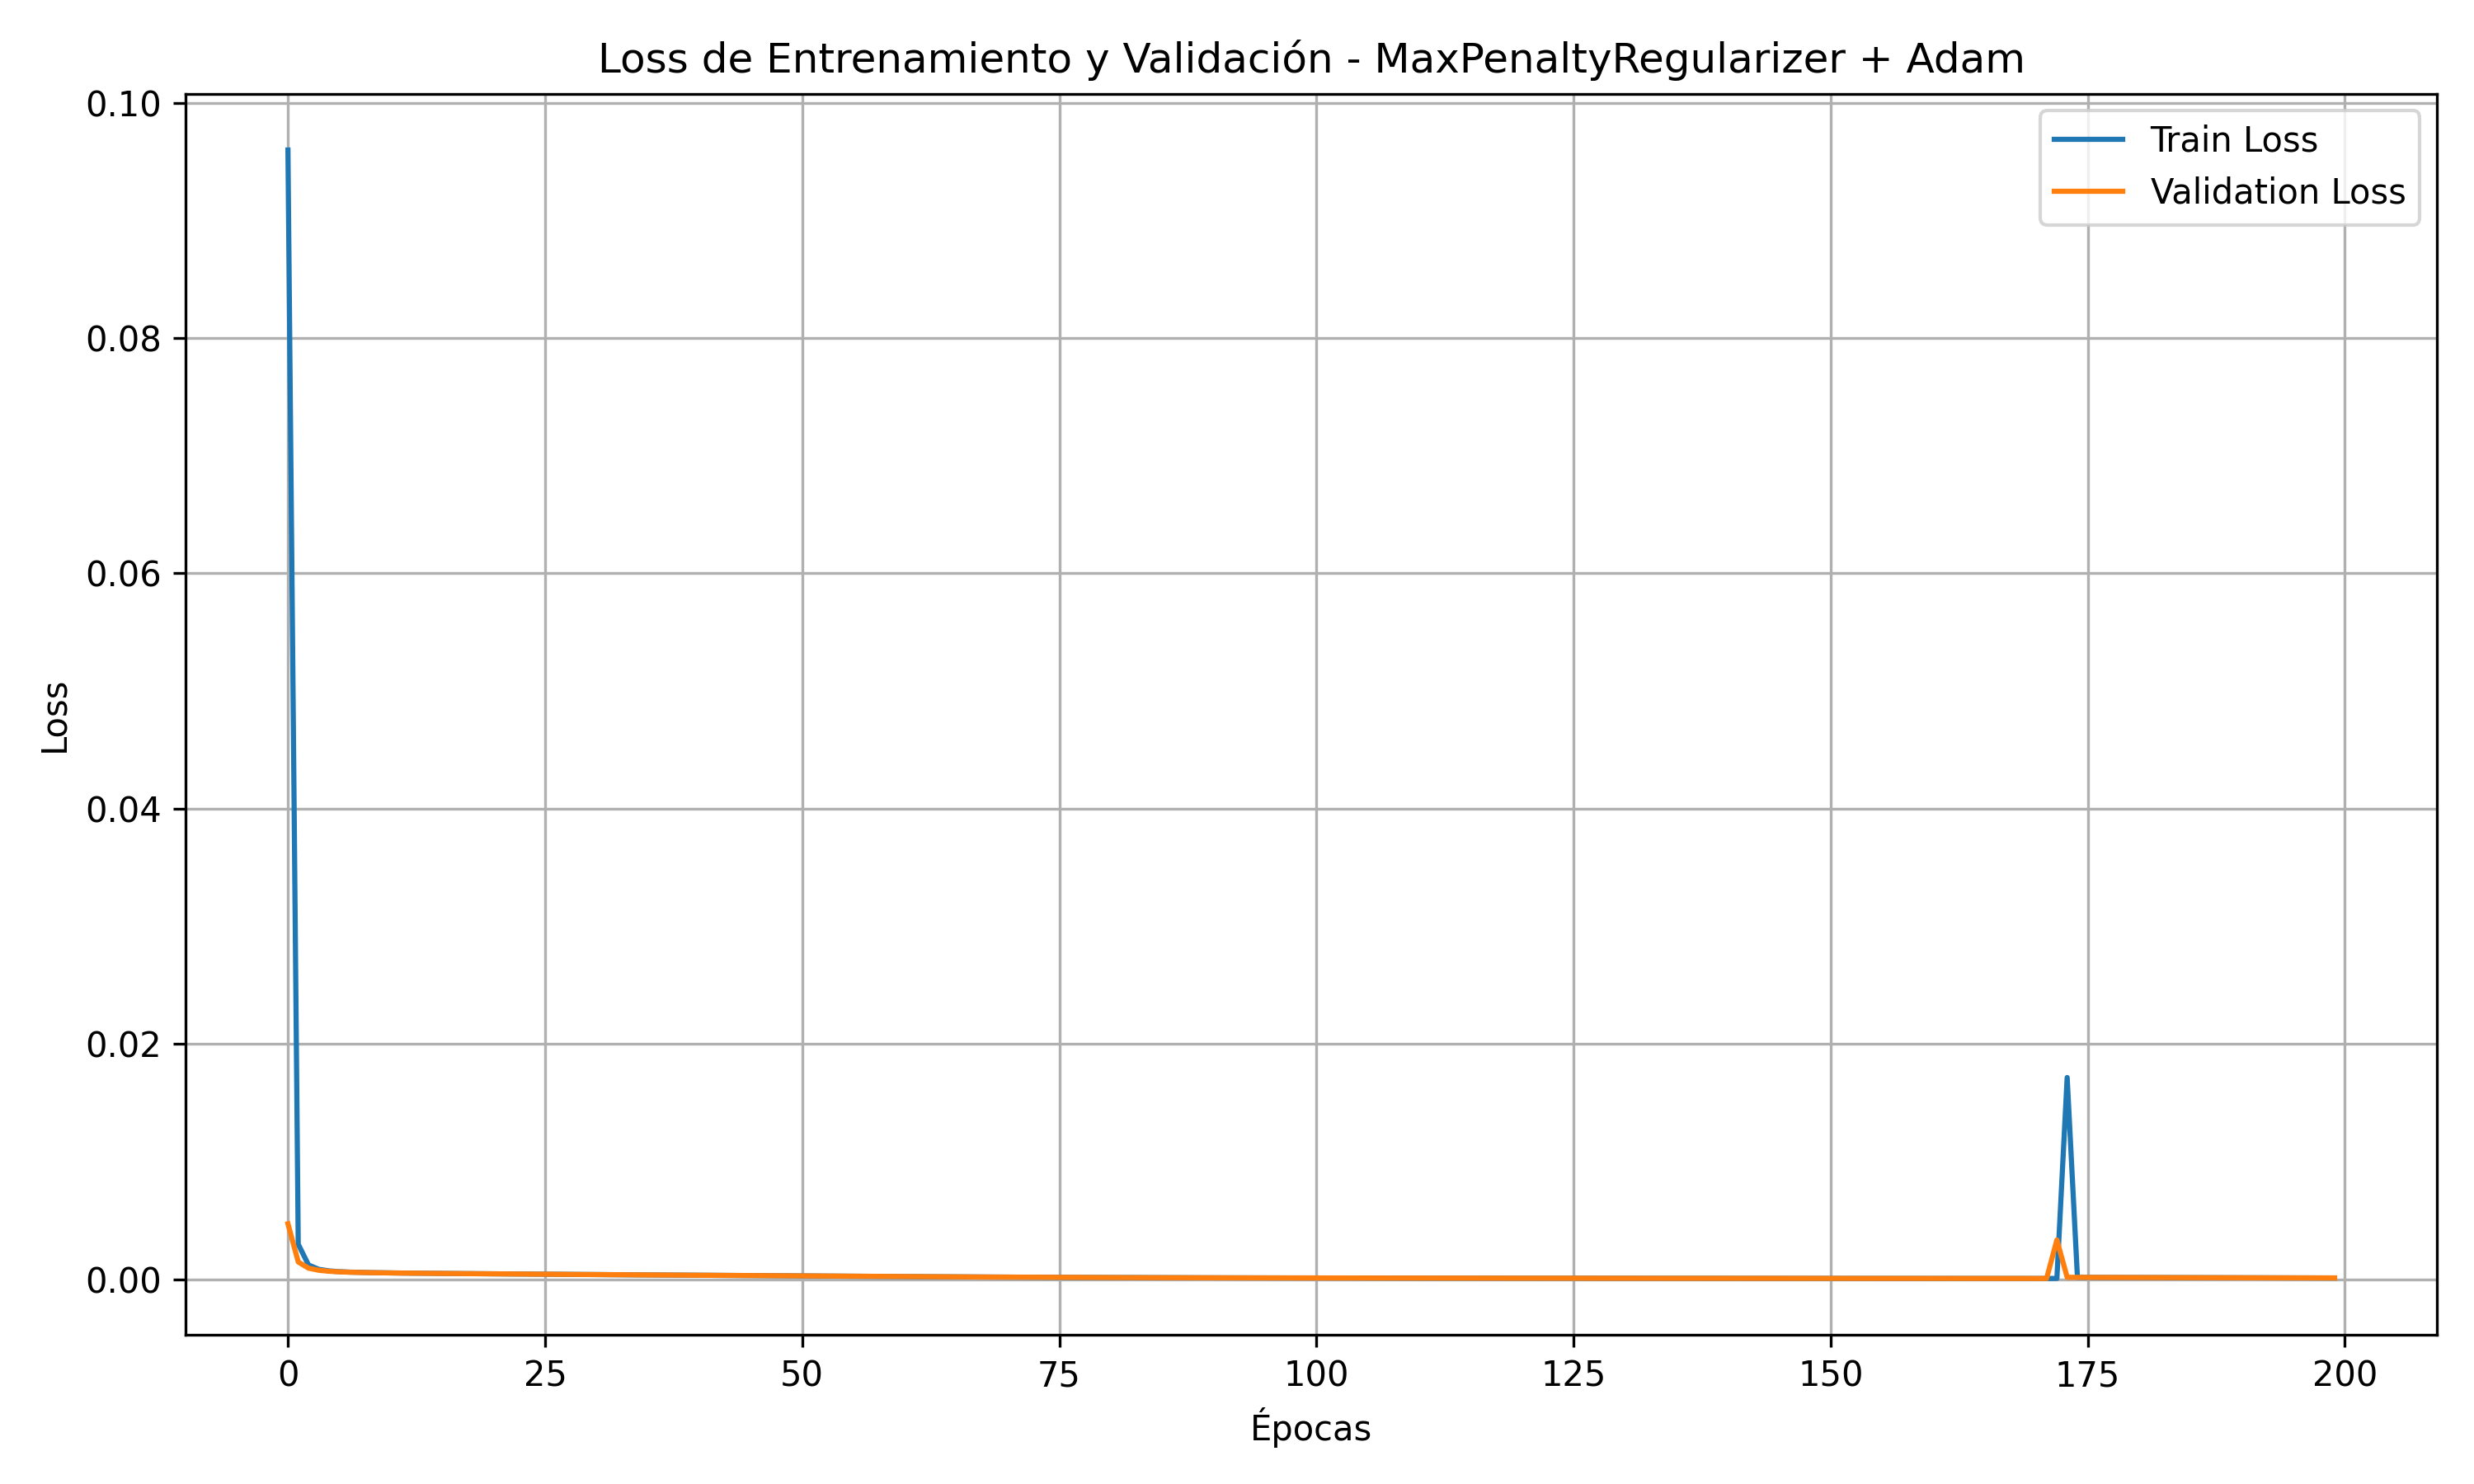 Loss de Entrenamiento y Validación - MaxPenaltyRegularizer + Adam
0.10
0.08
0.06
0.04
0.02
0.00
Loss
Train Loss
Validation Loss
0 25 50 75 100 125 150 175 200
Épocas